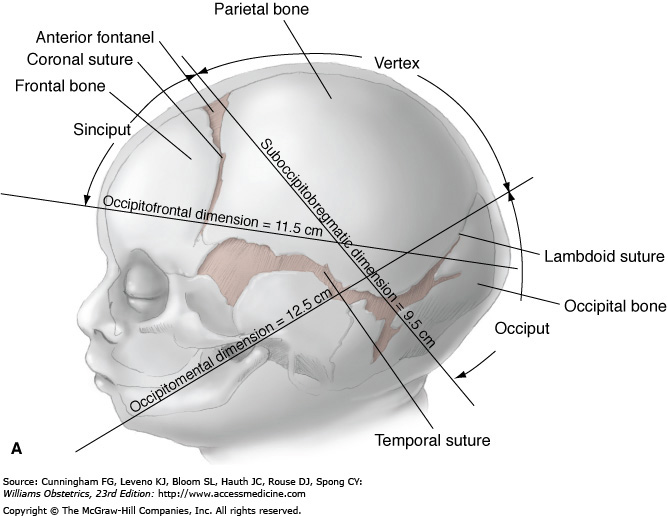 Parietal bone
Anterior fontanel
Coronal suture
Frontal bone
Vertex
Sinciput
Suboccipitobregmatic dimension = 9.5 cm
Occipitofrontal dimension = 11.5 cm
Lambdoid suture
Occipitomental dimension = 12.5 cm
Occipital bone
Occiput
Temporal suture
A
Source: Cunningham FG, Leveno KJ, Bloom SL, Hauth JC, Rouse DJ, Spong CY:
Williams Obstetrics, 23rd Edition: http://www.accessmedicine.com
Copyright © The McGraw-Hill Companies, Inc. All rights reserved.